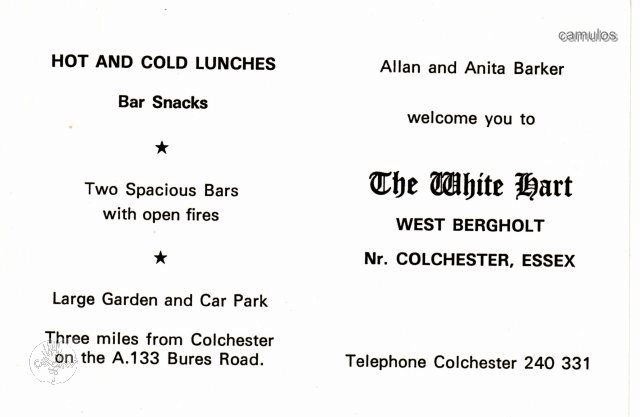 HOT AND COLD LUNCHES
Bar Snacks
★
Two Spacious Bars
with open fires
★
Large Garden and Car Park
Three miles from Colchester
on the A.133 Bures Road.
camulos
Allan and Anita Barker
welcome you to
The White Hart
WEST BERGHOLT
Nr. COLCHESTER, ESSEX
Telephone Colchester 240 331